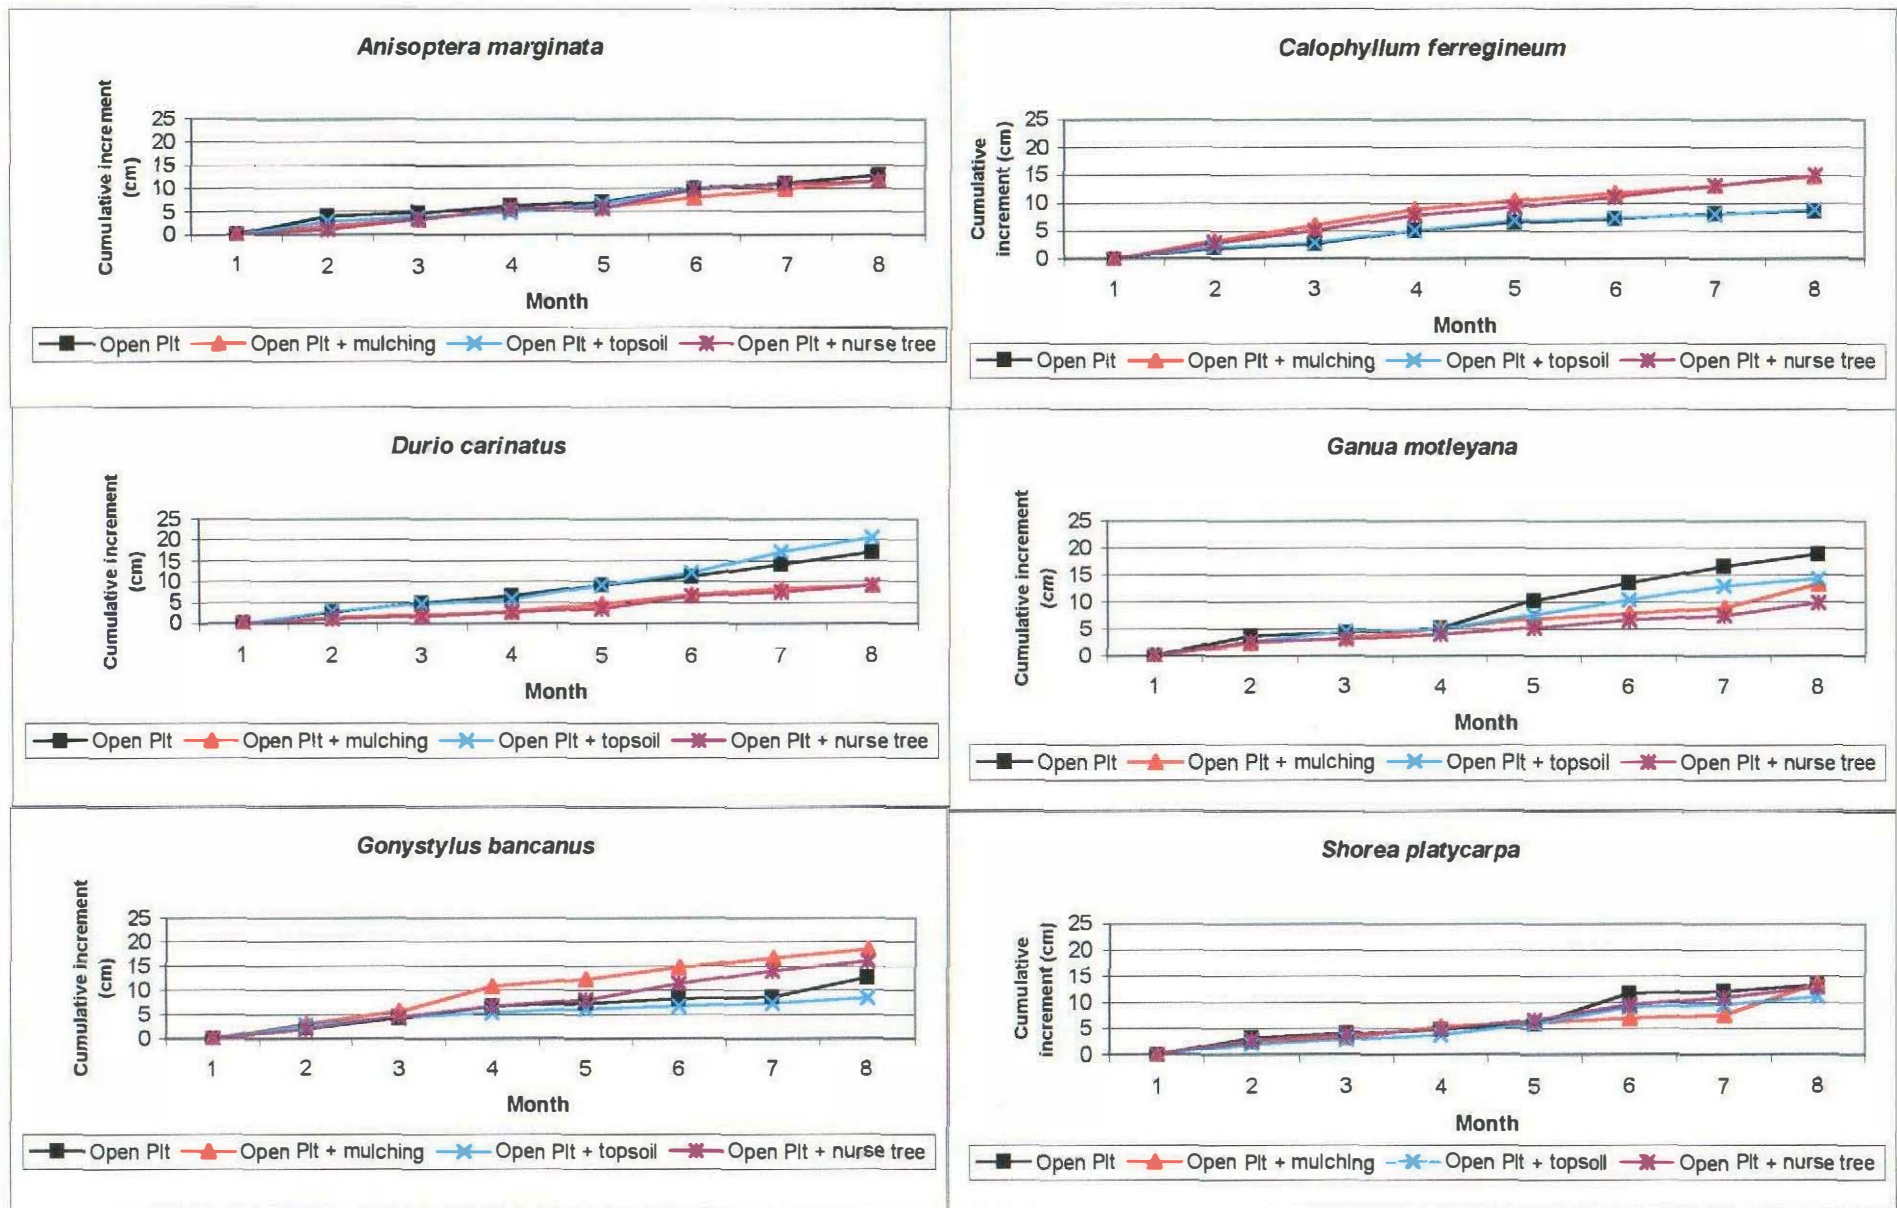 Anisoptera marginata
Cumulative increment
(cm)
25
20
15
10
5
0
1 2 3 4 5 6 7 8
Month
Open Plt Open Plt + mulching Open Plt + topsoil Open Plt + nurse tree
Calophyllum ferregineum
Cumulative
increment (cm)
25
20
15
10
5
0
1 2 3 4 5 6 7 8
Month
Open Plt Open Plt + mulching Open Plt + topsoil Open Plt + nurse tree
Durio carinatus
Cumulative increment
(cm)
25
20
15
10
5
0
1 2 3 4 5 6 7 8
Month
Open Plt Open Plt + mulching Open Plt + topsoil Open Plt + nurse tree
Ganua motleyana
Cumulative increment
(cm)
25
20
15
10
5
0
1 2 3 4 5 6 7 8
Month
Open Plt Open Plt + mulching Open Plt + topsoil Open Plt + nurse tree
Gonystylus bancanus
Cumulative increment
(cm)
25
20
15
10
5
0
1 2 3 4 5 6 7 8
Month
Open Plt Open Plt + mulching Open Plt + topsoil Open Plt + nurse tree
Shorea platycarpa
Cumulative
increment (cm)
25
20
15
10
5
0
1 2 3 4 5 6 7 8
Month
Open Plt Open Plt + mulching Open Plt + topsoil Open Plt + nurse tree